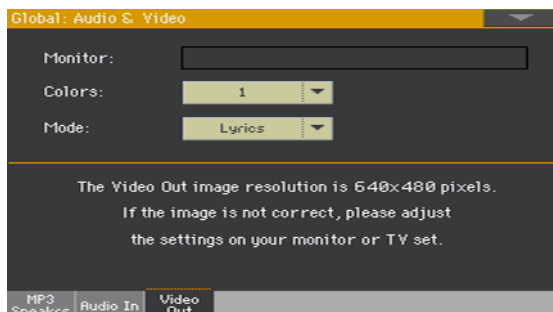 Global: Audio & Video
Monitor:
Colors: 1
Mode: Lyrics
The Video Out image resolution is 640x480 pixels.
If the image is not correct, please adjust
the settings on your monitor or TV set.
MP3 Speaker Audio In Video Out